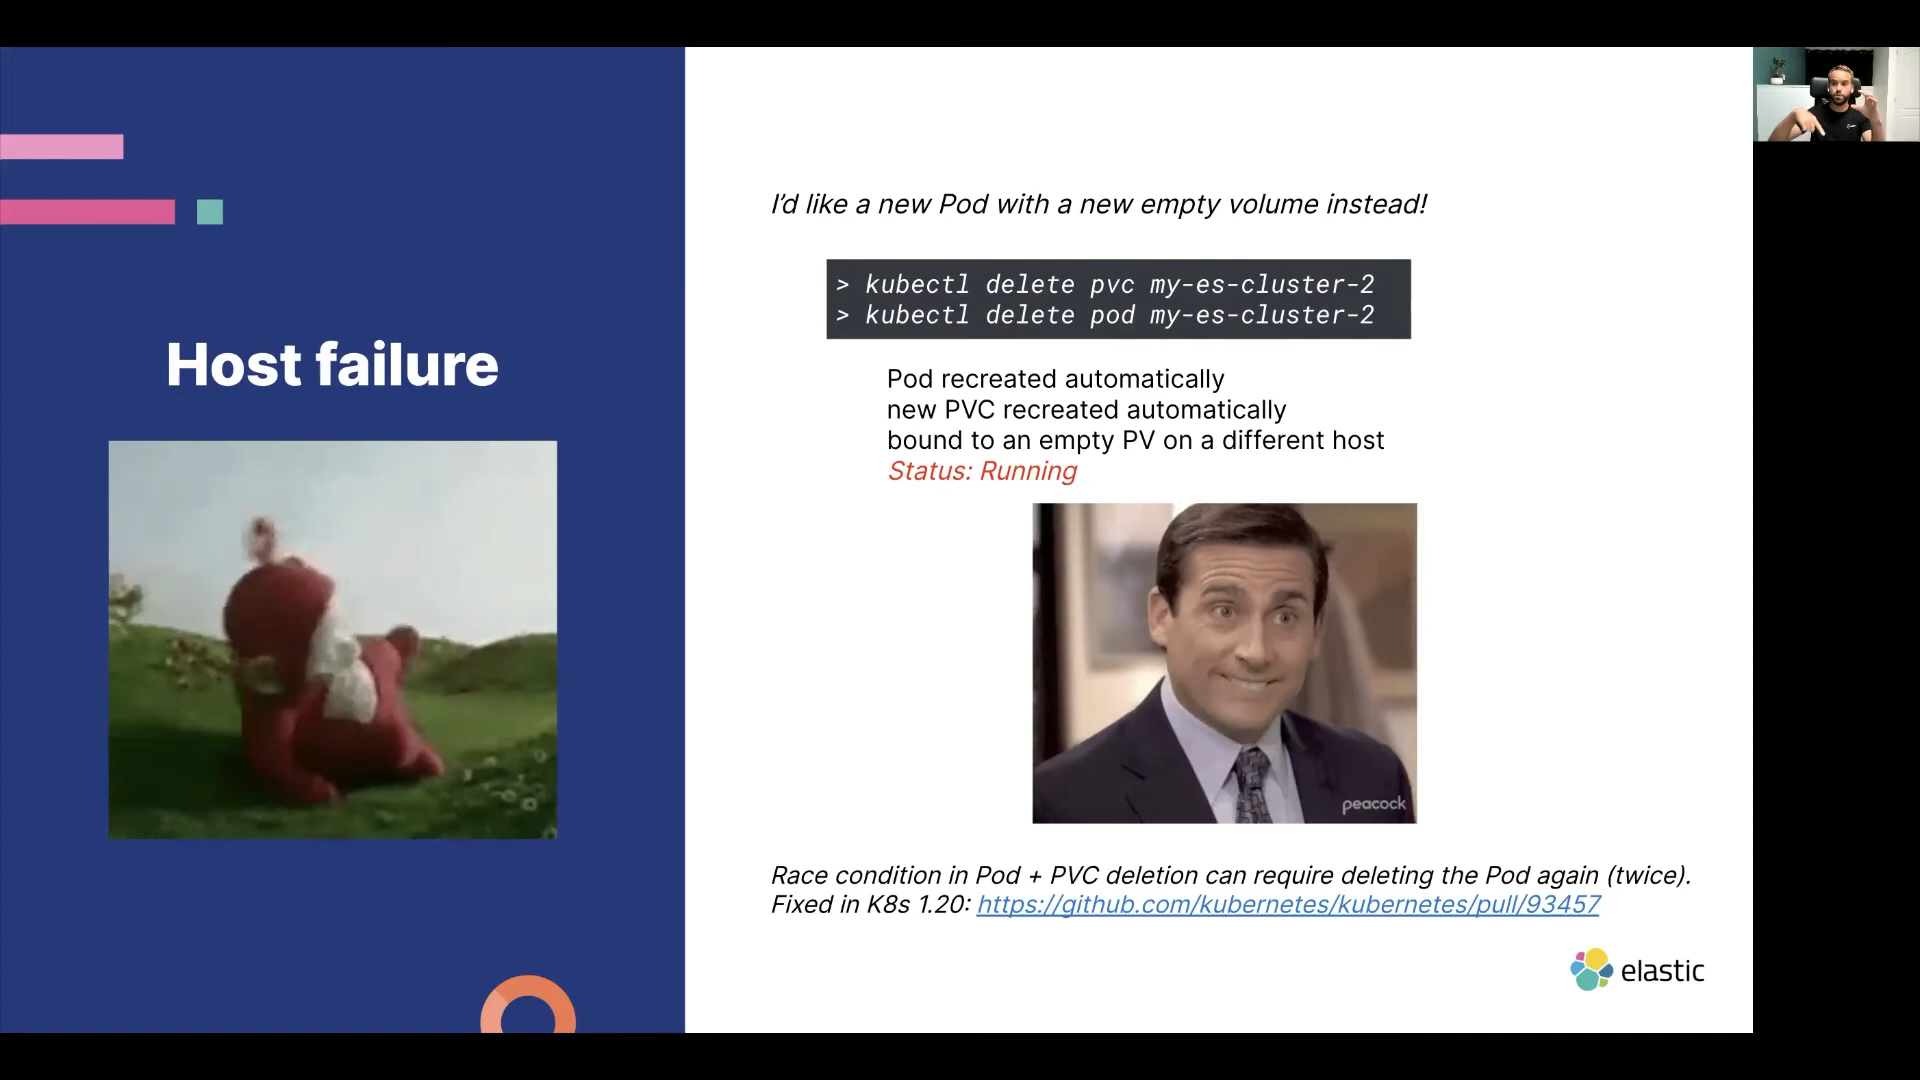 Host failure
I'd like a new Pod with a new empty volume instead!
> kubectl delete pvc my-es-cluster-2
> kubectl delete pod my-es-cluster-2
Pod recreated automatically
new PVC recreated automatically
bound to an empty PV on a different host
Status: Running
peacock
Race condition in Pod + PVC deletion can require deleting the Pod again (twice).
Fixed in K8s 1.20: https://github.com/kubernetes/kubernetes/pull/93457
elastic